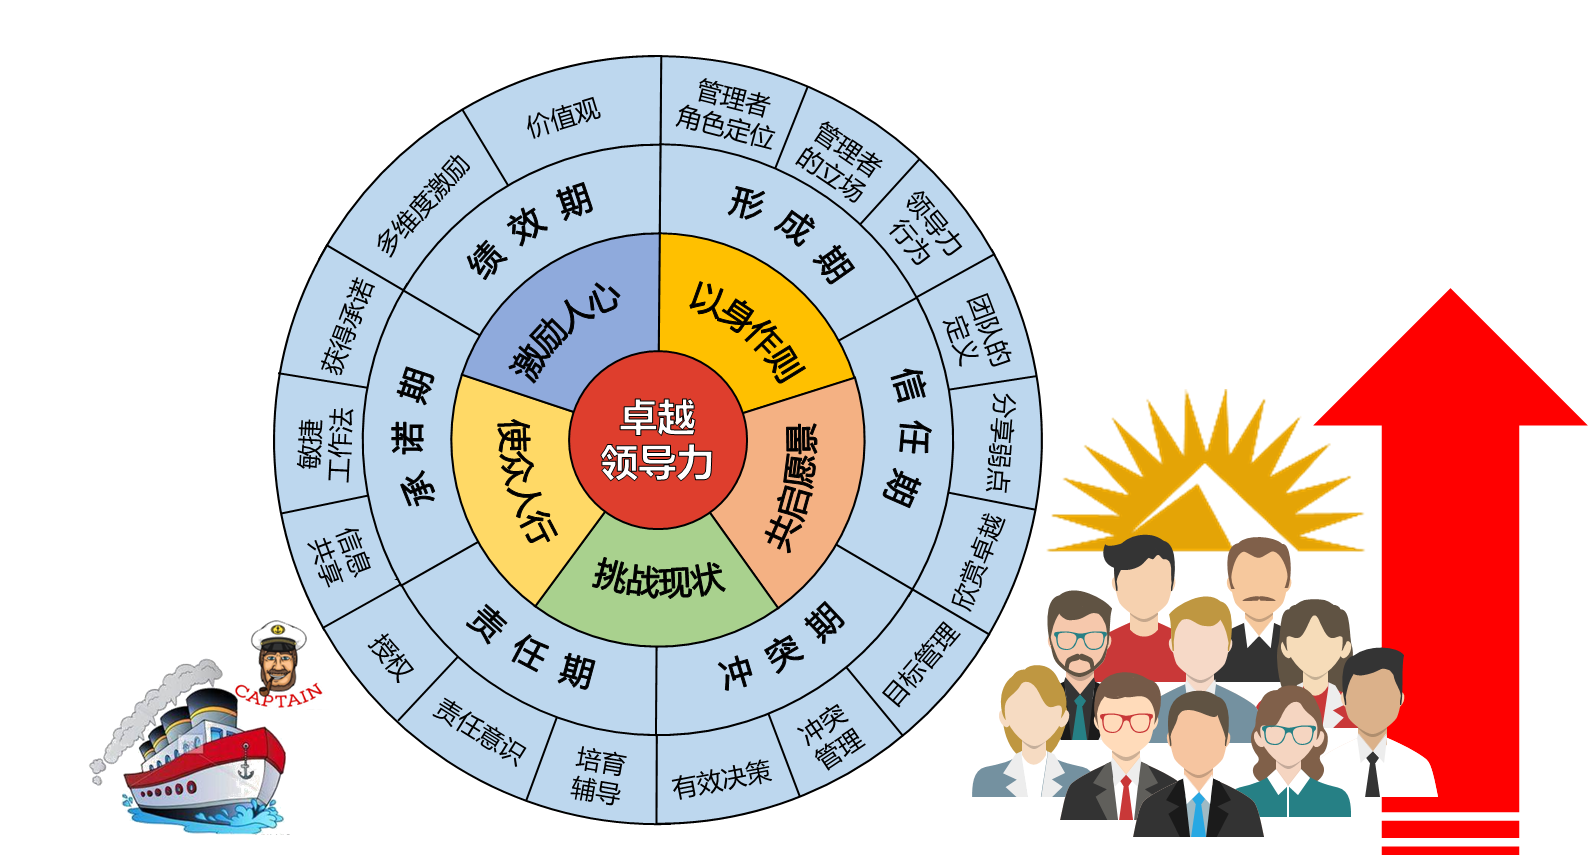 卓越
领导力
以身作则
共启愿景
挑战现状
使众人行
激励人心
形成期
信任期
冲突期
责任期
承诺期
绩效期
管理者
角色定位
管理者
的立场
领导力
行为
团队的
定义
分享弱点
欣赏卓越
目标管理
冲突
管理
有效决策
培育
辅导
责任意识
授权
信息
共享
敏捷
工作法
获得承诺
多维度激励
价值观
CAPTAIN